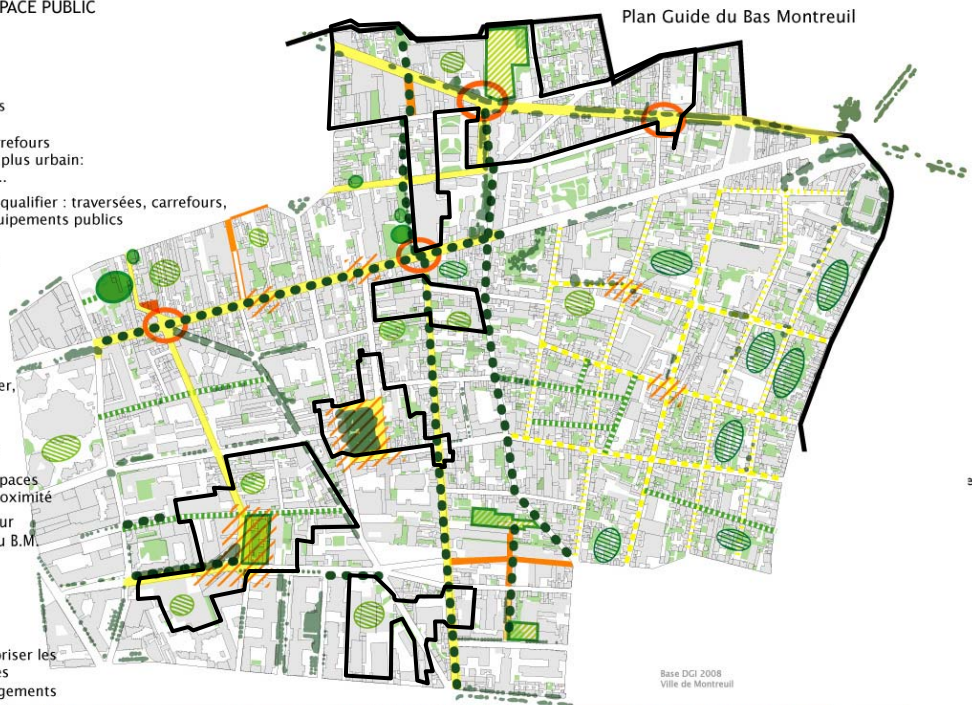 PACE PUBLIC
Plan Guide du Bas Montreuil
s
refours
plus urbain:
..
qualifier : traversées, carrefours,
uipements publics
er,
paces
oximité
ur
u B.M.
oriser les
es
gements
e
Base DGI 2008
Ville de Montreuil